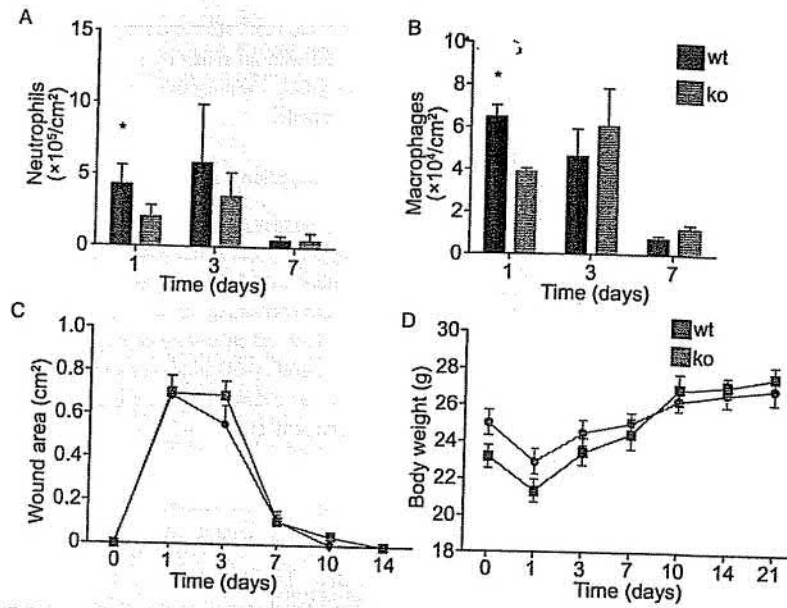 A
Neutrophils
(×10⁵/cm²)
15
10
5
0
*
1 3 7
Time (days)
B
Macrophages
(×10⁴/cm²)
10
8
6
4
2
0
*
wt
ko
1 3 7
Time (days)
C
Wound area (cm²)
1.0
0.8
0.6
0.4
0.2
0
0 1 3 7 10 14
Time (days)
D
Body weight (g)
30
28
26
24
22
20
18
wt
ko
0 1 3 7 10 14 21
Time (days)